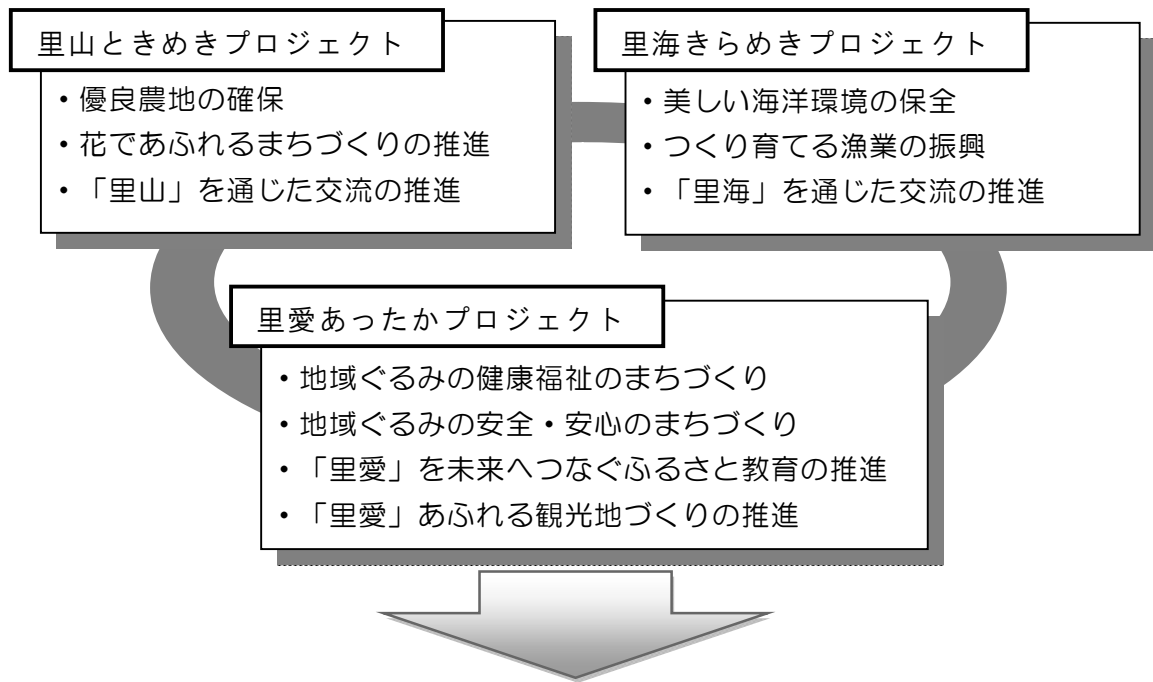 里山ときめきプロジェクト
・優良農地の確保
・花であふれるまちづくりの推進
・「里山」を通じた交流の推進
里海きらめきプロジェクト
・美しい海洋環境の保全
・つくり育てる漁業の振興
・「里海」を通じた交流の推進
里愛あったかプロジェクト
・地域ぐるみの健康福祉のまちづくり
・地域ぐるみの安全・安心のまちづくり
・「里愛」を未来へつなぐふるさと教育の推進
・「里愛」あふれる観光地づくりの推進